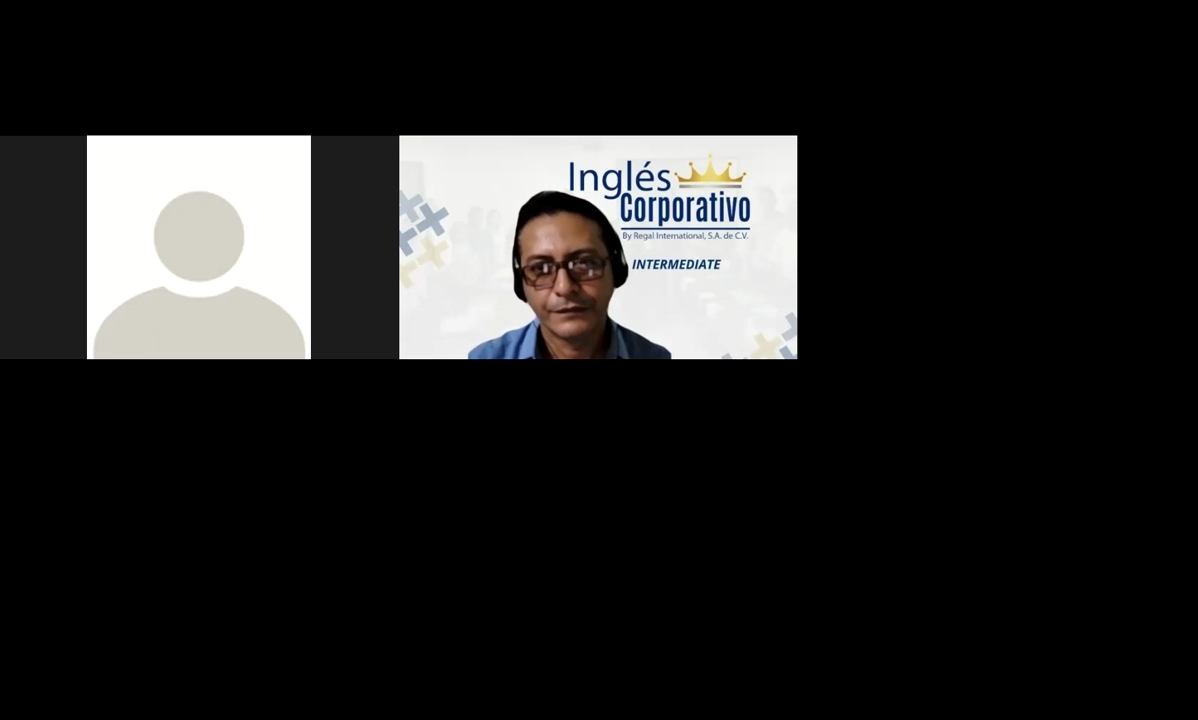 Inglés
Corporativo
By Regal International, S.A. de C.V.
INTERMEDIATE